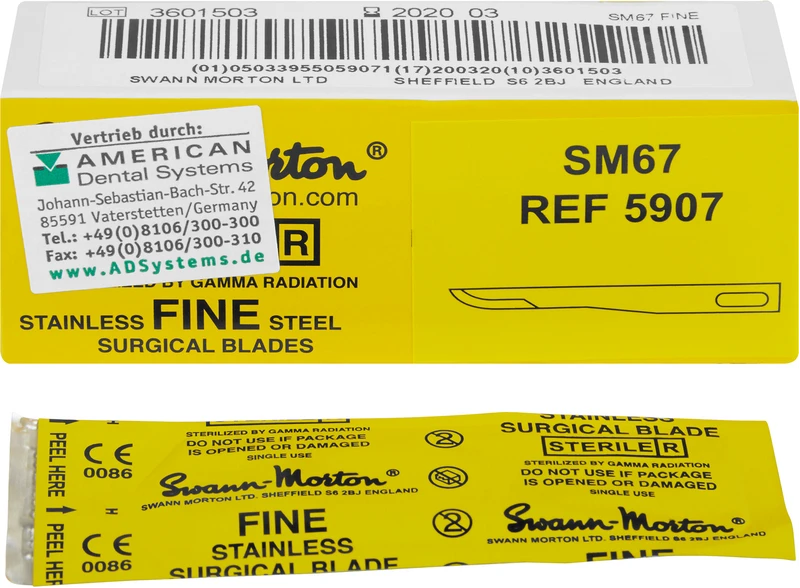 LOT 3601503 2020 03 SM67 FINE
(01)05033955059071(17)200320(10)3601503
SWANN MORTON LTD SHEFFIELD S6 2BJ ENGLAND
Vertrieb durch:
AMERICAN
Dental Systems
Johann-Sebastian-Bach-Str. 42
85591 Vaterstetten/Germany
Tel.: +49(0)8106/300-300
Fax: +49(0)8106/300-310
www.ADSystems.de
rton®
on.com
R
BY GAMMA RADIATION
STAINLESS FINE STEEL
SURGICAL BLADES
SM67
REF 5907
PEEL HERE
CE
0086
STERILIZED BY GAMMA RADIATION
DO NOT USE IF PACKAGE
IS OPENED OR DAMAGED
SINGLE USE
Swann-Morton®
SWANN MORTON LTD. SHEFFIELD S6 2BJ ENGLAND
FINE
STAINLESS
SURGICAL BLADE
PEEL HERE
CE
0086
2
2
STAINLESS
SURGICAL BLADE
STERILE R
STERILIZED BY GAMMA RADIATION
DO NOT USE IF PACKAGE
IS OPENED OR DAMAGED
SINGLE USE
Swann-Morton®
SWANN MORTON LTD. SHEFFIELD S6 2BJ ENGLAND
FINE